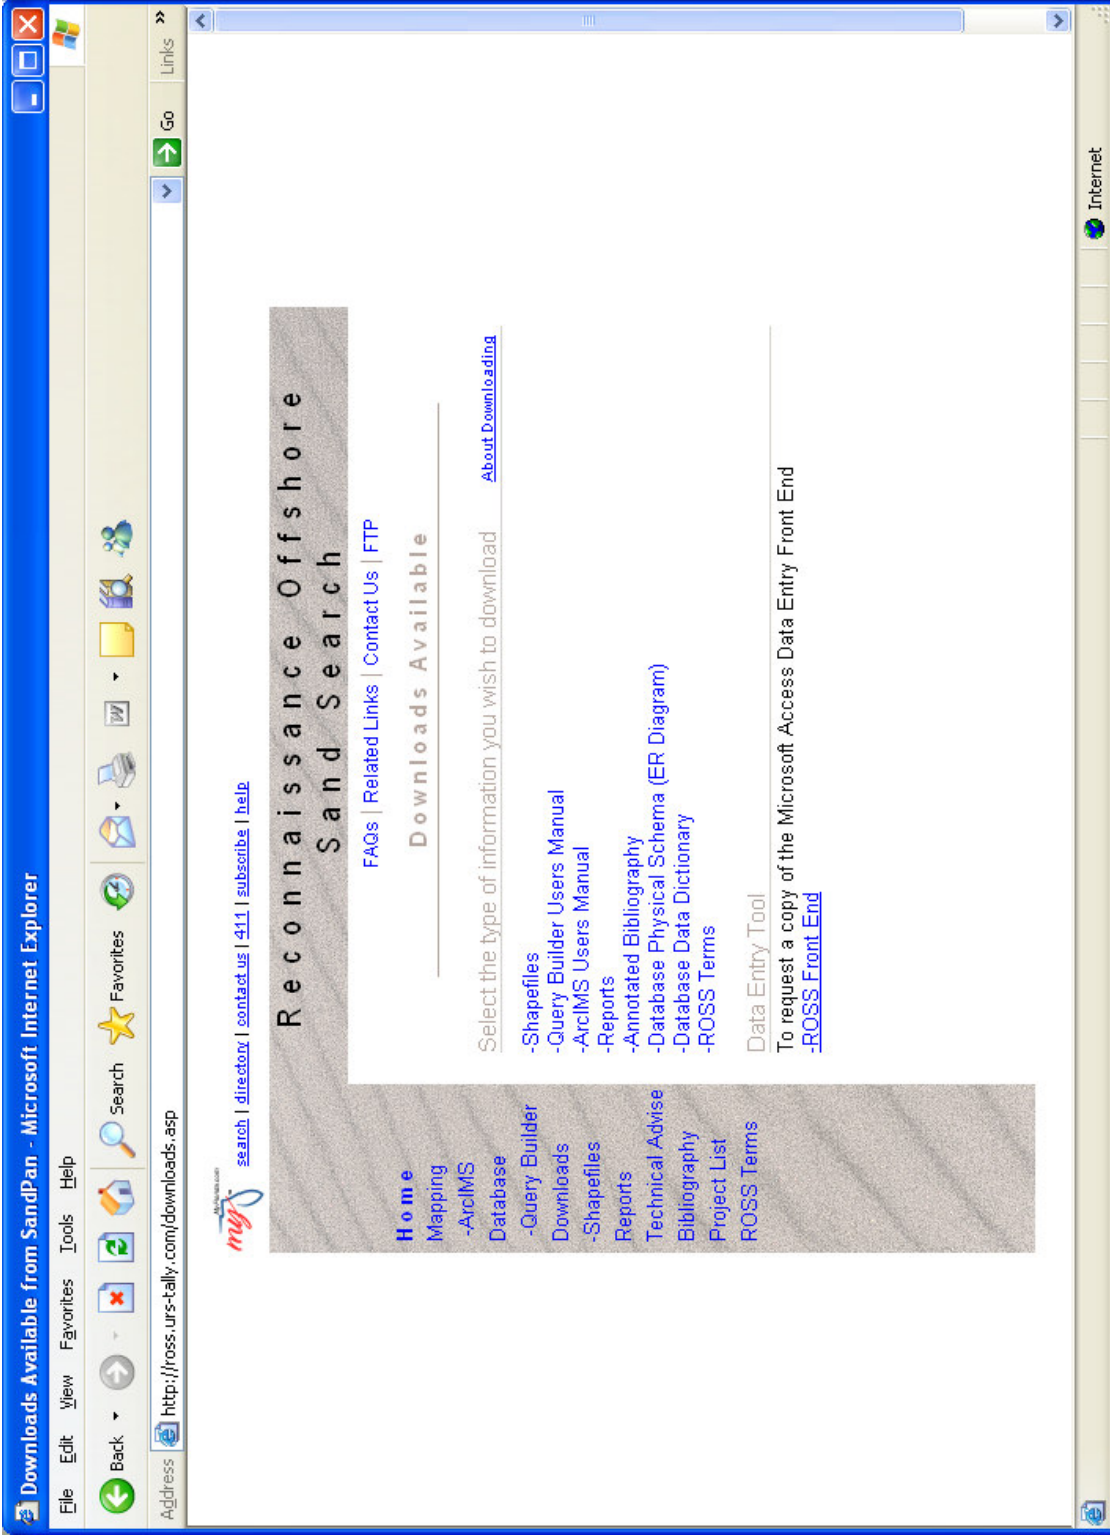 Downloads Available from SandPan - Microsoft Internet Explorer
File Edit View Favorites Tools Help
Back Search Favorites
Address http://ross.urs-tally.com/downloads.asp Go Links
search | directory | contact us | 411 | subscribe | help
Reconnaissance Offshore
Sand Search
FAQs | Related Links | Contact Us | FTP
Home
Mapping
-ArcIMS
Database
-Query Builder
Downloads
-Shapefiles
Reports
Technical Advise
Bibliography
Project List
ROSS Terms
Downloads Available
Select the type of information you wish to download About Downloading
-Shapefiles
-Query Builder Users Manual
-ArcIMS Users Manual
-Reports
-Annotated Bibliography
-Database Physical Schema (ER Diagram)
-Database Data Dictionary
-ROSS Terms
Data Entry Tool
To request a copy of the Microsoft Access Data Entry Front End
-ROSS Front End
Internet